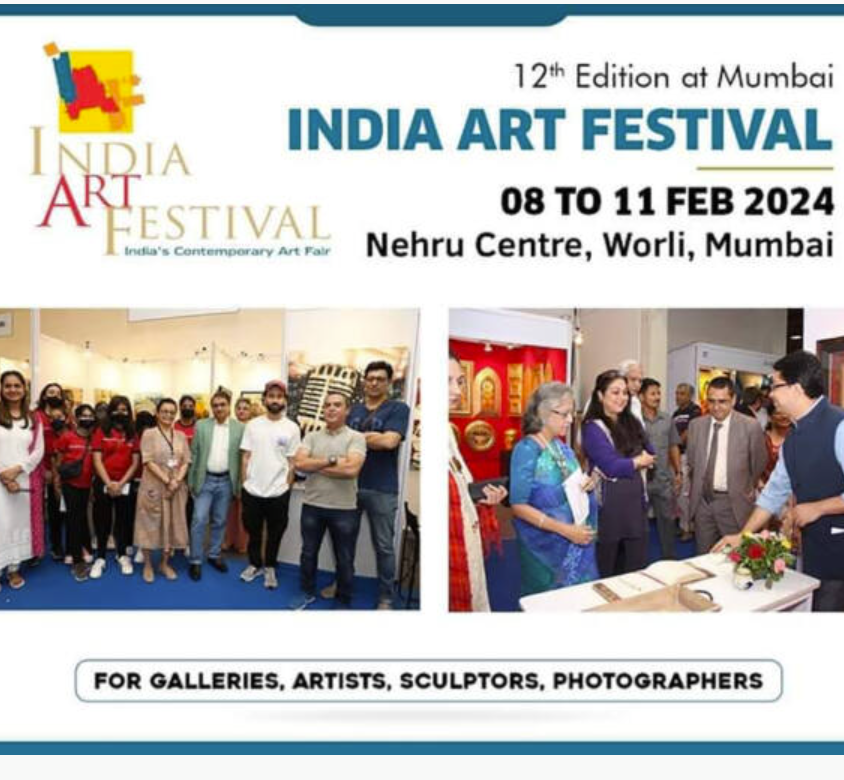 12th Edition at Mumbai
INDIA ART FESTIVAL
08 TO 11 FEB 2024
Nehru Centre, Worli, Mumbai
INDIA
ART
FESTIVAL
India's Contemporary Art Fair
FOR GALLERIES, ARTISTS, SCULPTORS, PHOTOGRAPHERS